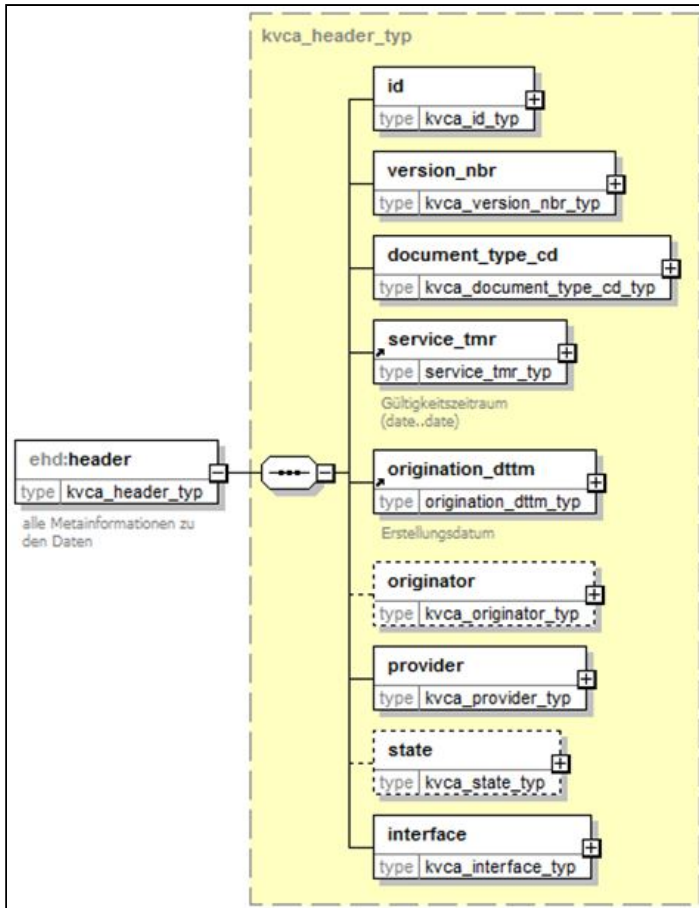 kvca_header_typ
id
type kvca_id_typ
version_nbr
type kvca_version_nbr_typ
document_type_cd
type kvca_document_type_cd_typ
service_tmr
type service_tmr_typ
Gültigkeitszeitraum
(date..date)
ehd:header
type kvca_header_typ
alle Metainformationen zu
den Daten
origination_dttm
type origination_dttm_typ
Erstellungsdatum
originator
type kvca_originator_typ
provider
type kvca_provider_typ
state
type kvca_state_typ
interface
type kvca_interface_typ